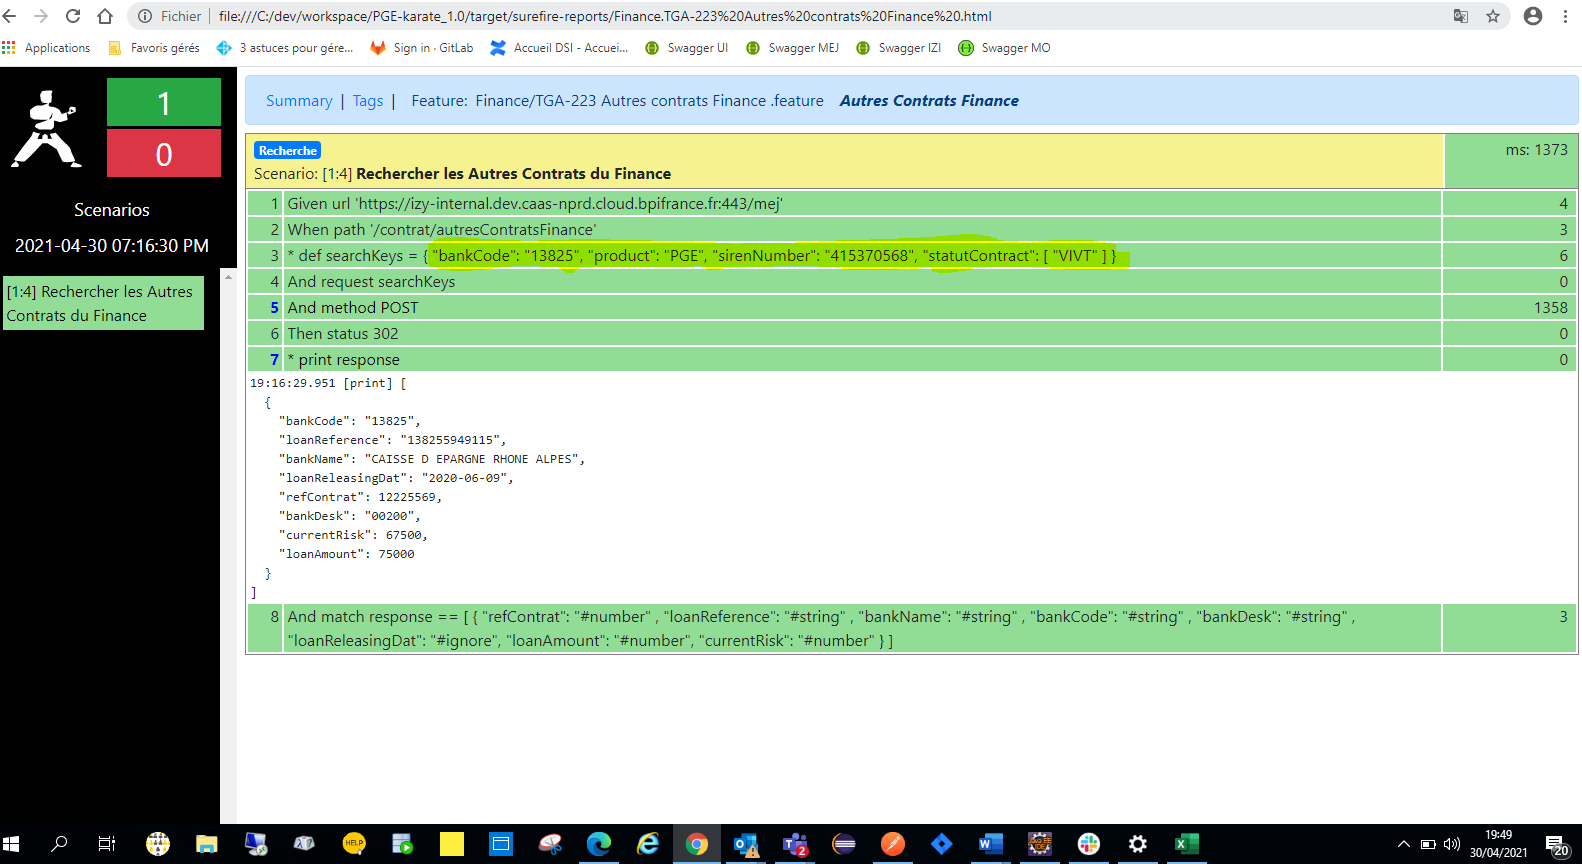 Fichier | file:///C:/dev/workspace/PGE-karate_1.0/target/surefire-reports/Finance.TGA-223%20Autres%20contrats%20Finance%20.html
Applications Favoris gérés 3 astuces pour gére... Sign in · GitLab Accueil DSI - Accuei... Swagger UI Swagger MEJ Swagger IZI Swagger MO
1
0
Scenarios
2021-04-30 07:16:30 PM
[1:4] Rechercher les Autres
Contrats du Finance
Summary | Tags | Feature: Finance/TGA-223 Autres contrats Finance .feature Autres Contrats Finance
Recherche
Scenario: [1:4] Rechercher les Autres Contrats du Finance
ms: 1373
1 Given url 'https://izy-internal.dev.caas-nprd.cloud.bpifrance.fr:443/mej' 4
2 When path '/contrat/autresContratsFinance' 3
3 * def searchKeys = { "bankCode": "13825", "product": "PGE", "sirenNumber": "415370568", "statutContract": [ "VIVT" ] } 6
4 And request searchKeys 0
5 And method POST 1358
6 Then status 302 0
7 * print response 0
19:16:29.951 [print] [
{
"bankCode": "13825",
"loanReference": "138255949115",
"bankName": "CAISSE D EPARGNE RHONE ALPES",
"loanReleasingDat": "2020-06-09",
"refContrat": 12225569,
"bankDesk": "00200",
"currentRisk": 67500,
"loanAmount": 75000
}
]
8 And match response == [ { "refContrat": "#number" , "loanReference": "#string" , "bankName": "#string" , "bankCode": "#string" , "bankDesk": "#string" , 3
"loanReleasingDat": "#ignore", "loanAmount": "#number", "currentRisk": "#number" } ]
HELP
2
19:49
30/04/2021
20